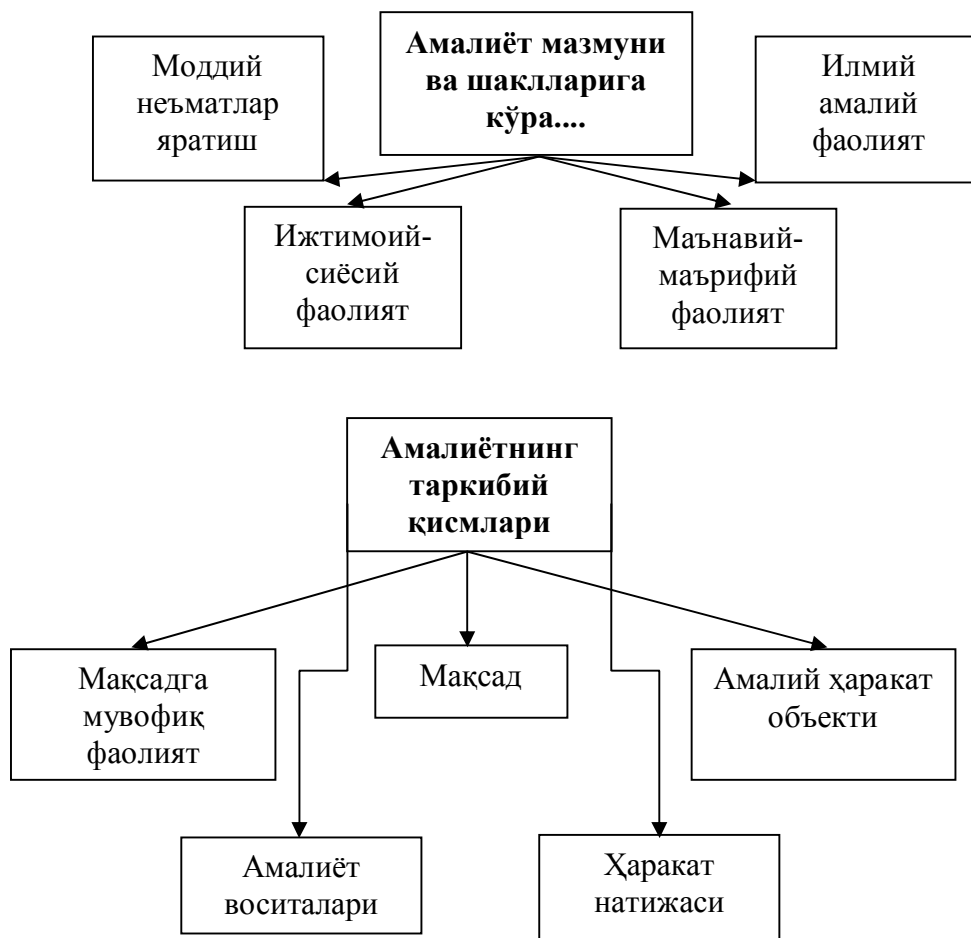 Амалиёт мазмуни
ва шаклларига
кўра....
Моддий
неъматлар
яратиш
Илмий
амалий
фаолият
Ижтимоий-
сиёсий
фаолият
Маънавий-
маърифий
фаолият
Амалиётнинг
таркибий
қисмлари
Мақсадга
мувофиқ
фаолият
Мақсад
Амалий ҳаракат
объекти
Амалиёт
воситалари
Ҳаракат
натижаси